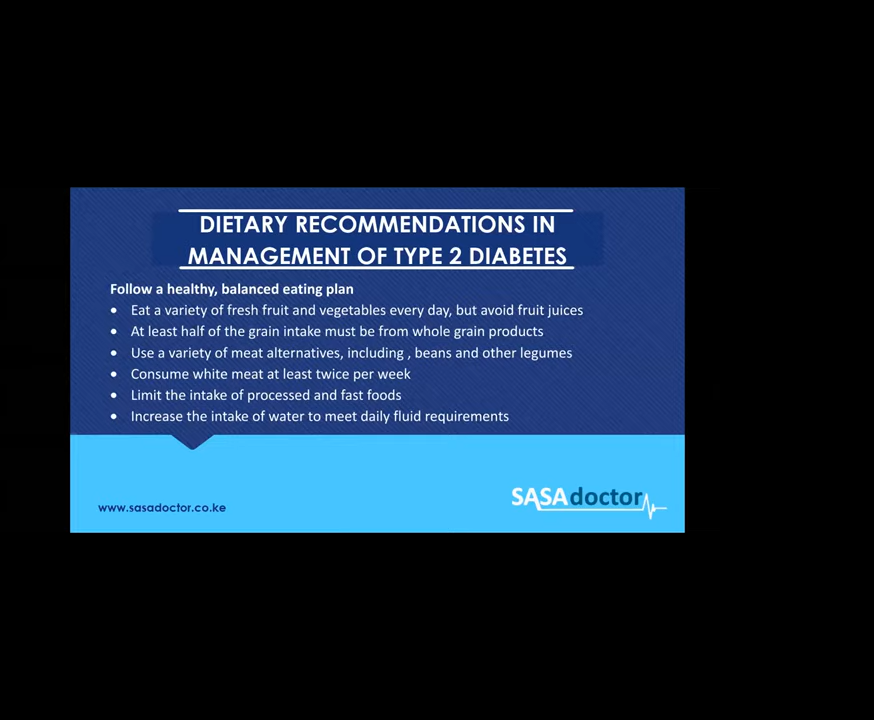 DIETARY RECOMMENDATIONS IN
MANAGEMENT OF TYPE 2 DIABETES
Follow a healthy, balanced eating plan
• Eat a variety of fresh fruit and vegetables every day, but avoid fruit juices
• At least half of the grain intake must be from whole grain products
• Use a variety of meat alternatives, including , beans and other legumes
• Consume white meat at least twice per week
• Limit the intake of processed and fast foods
• Increase the intake of water to meet daily fluid requirements
www.sasadoctor.co.ke
SASAdoctor